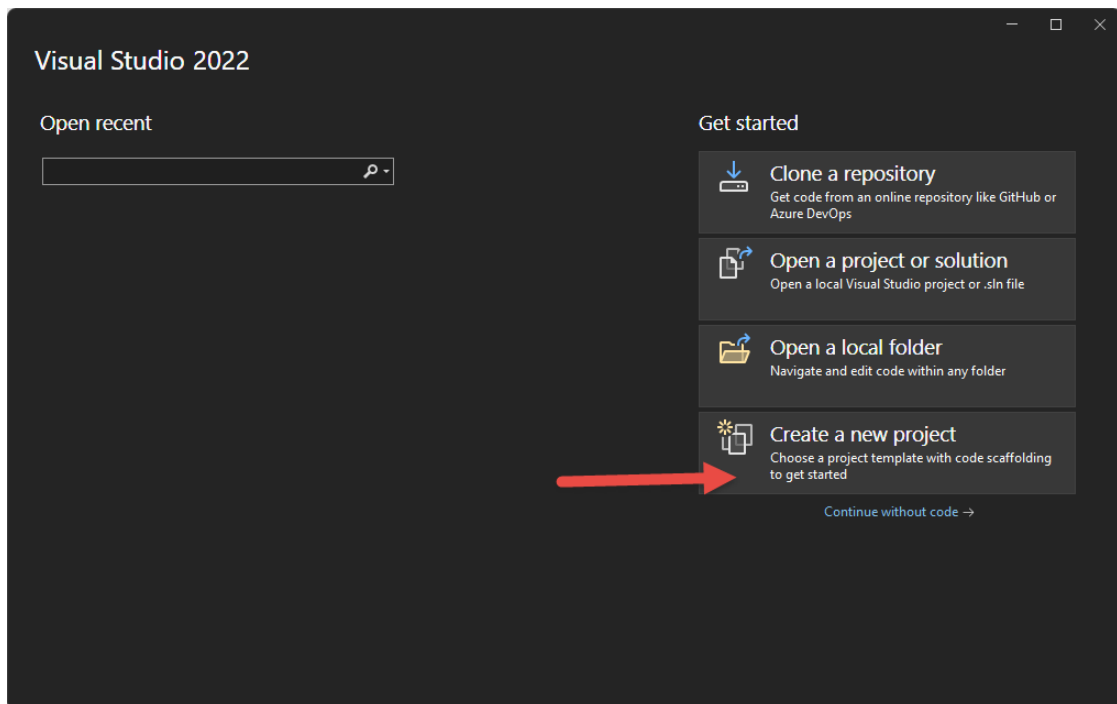 Visual Studio 2022
Open recent
Get started
Clone a repository
Get code from an online repository like GitHub or
Azure DevOps
Open a project or solution
Open a local Visual Studio project or .sln file
Open a local folder
Navigate and edit code within any folder
Create a new project
Choose a project template with code scaffolding
to get started
Continue without code →